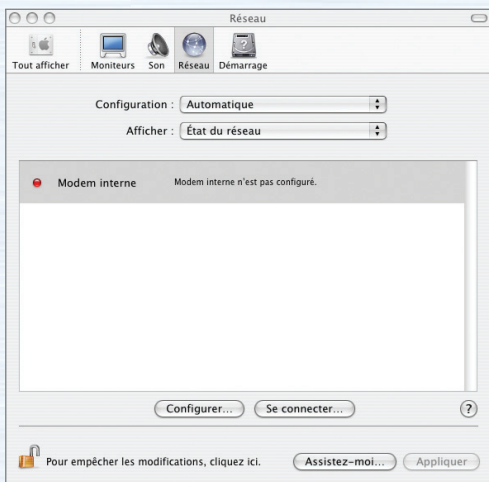 Réseau
Tout afficher Moniteurs Son Réseau Démarrage
Configuration : Automatique
Afficher : État du réseau
Modem interne Modem interne n'est pas configuré.
Configurer... Se connecter... ?
Pour empêcher les modifications, cliquez ici. Assistez-moi... Appliquer